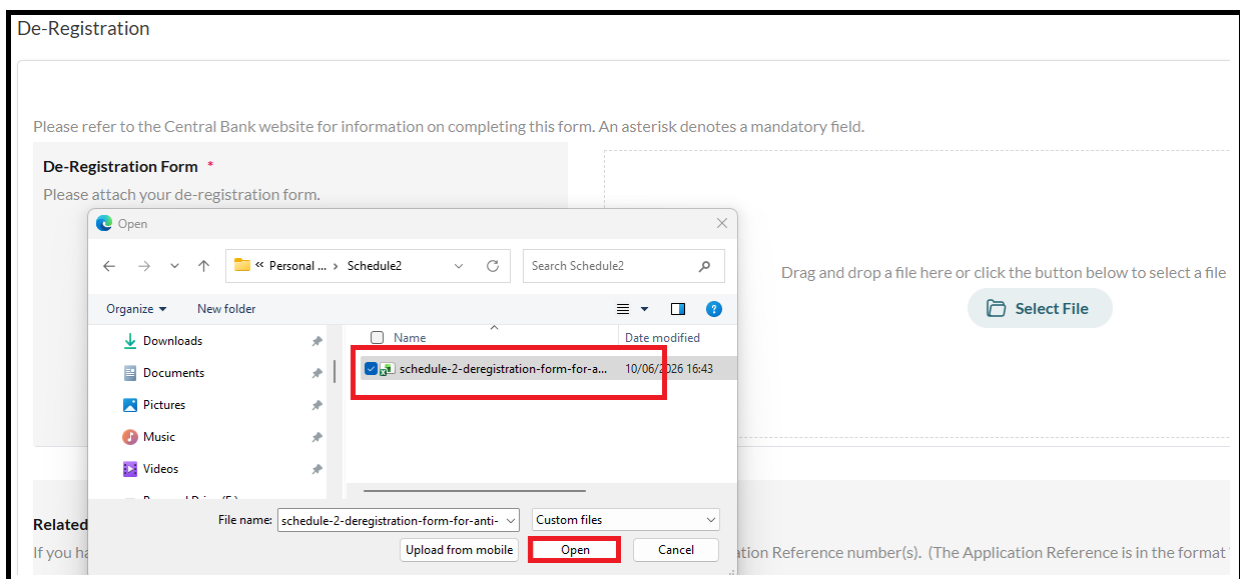 De-Registration
Please refer to the Central Bank website for information on completing this form. An asterisk denotes a mandatory field.
De-Registration Form *
Please attach your de-registration form.
Open
« Personal ... › Schedule2
Search Schedule2
Organize
New folder
Name
Date modified
Downloads
schedule-2-deregistration-form-for-a...
10/06/2026 16:43
Documents
Pictures
Music
Videos
File name:
schedule-2-deregistration-form-for-anti-
Custom files
Upload from mobile
Open
Cancel
Drag and drop a file here or click the button below to select a file
Select File
Related
If you ha
tion Reference number(s). (The Application Reference is in the format